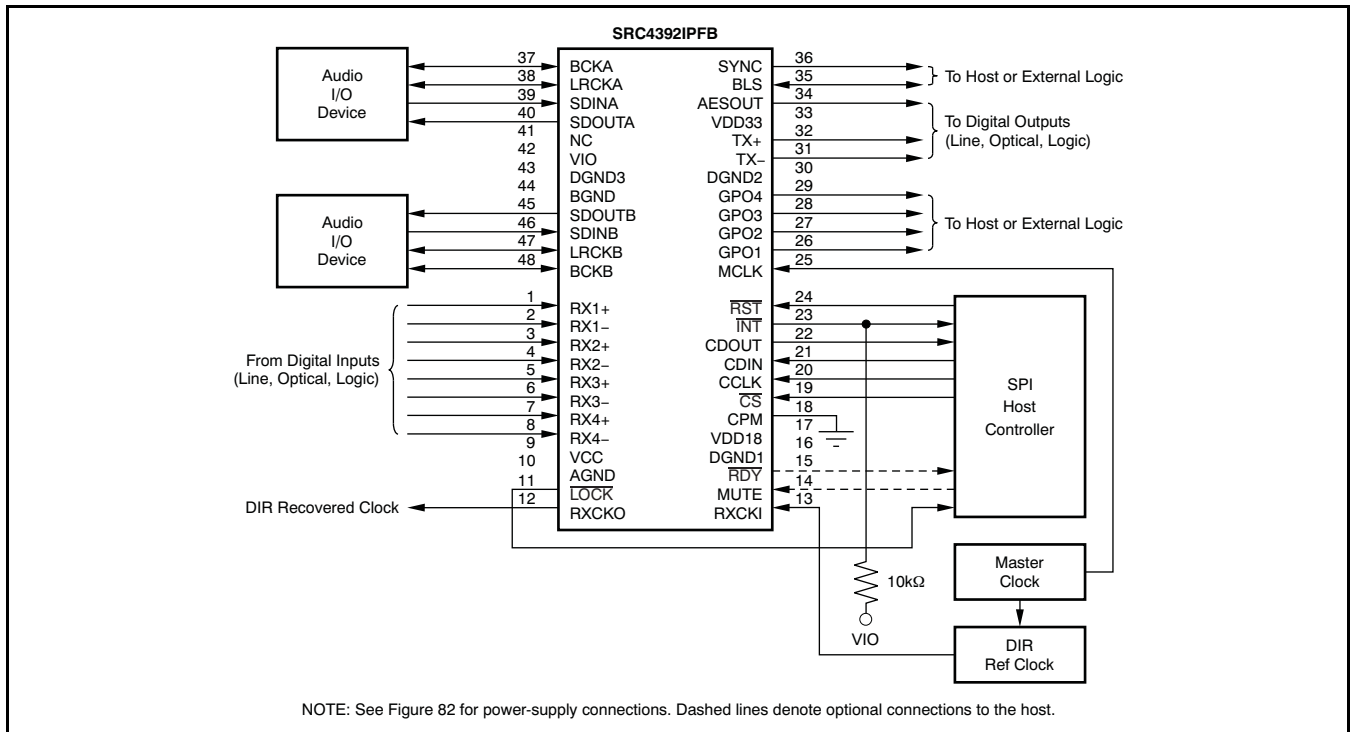 SRC4392IPFB
Audio
I/O
Device
37
38
39
40
41
42
43
44
45
46
47
48
BCKA
LRCKA
SDINA
SDOUTA
NC
VIO
DGND3
BGND
SDOUTB
SDINB
LRCKB
BCKB
Audio
I/O
Device
From Digital Inputs
(Line, Optical, Logic)
1
2
3
4
5
6
7
8
9
10
11
12
RX1+
RX1−
RX2+
RX2−
RX3+
RX3−
RX4+
RX4−
VCC
AGND
LOCK
RXCKO
DIR Recovered Clock
SYNC
BLS
AESOUT
VDD33
TX+
TX−
DGND2
GPO4
GPO3
GPO2
GPO1
MCLK
36
35
34
33
32
31
30
29
28
27
26
25
To Host or External Logic
To Digital Outputs
(Line, Optical, Logic)
To Host or External Logic
RST
INT
CDOUT
CDIN
CCLK
CS
CPM
VDD18
DGND1
RDY
MUTE
RXCKI
24
23
22
21
20
19
18
17
16
15
14
13
SPI
Host
Controller
10kΩ
VIO
Master
Clock
DIR
Ref Clock
NOTE: See Figure 82 for power-supply connections. Dashed lines denote optional connections to the host.